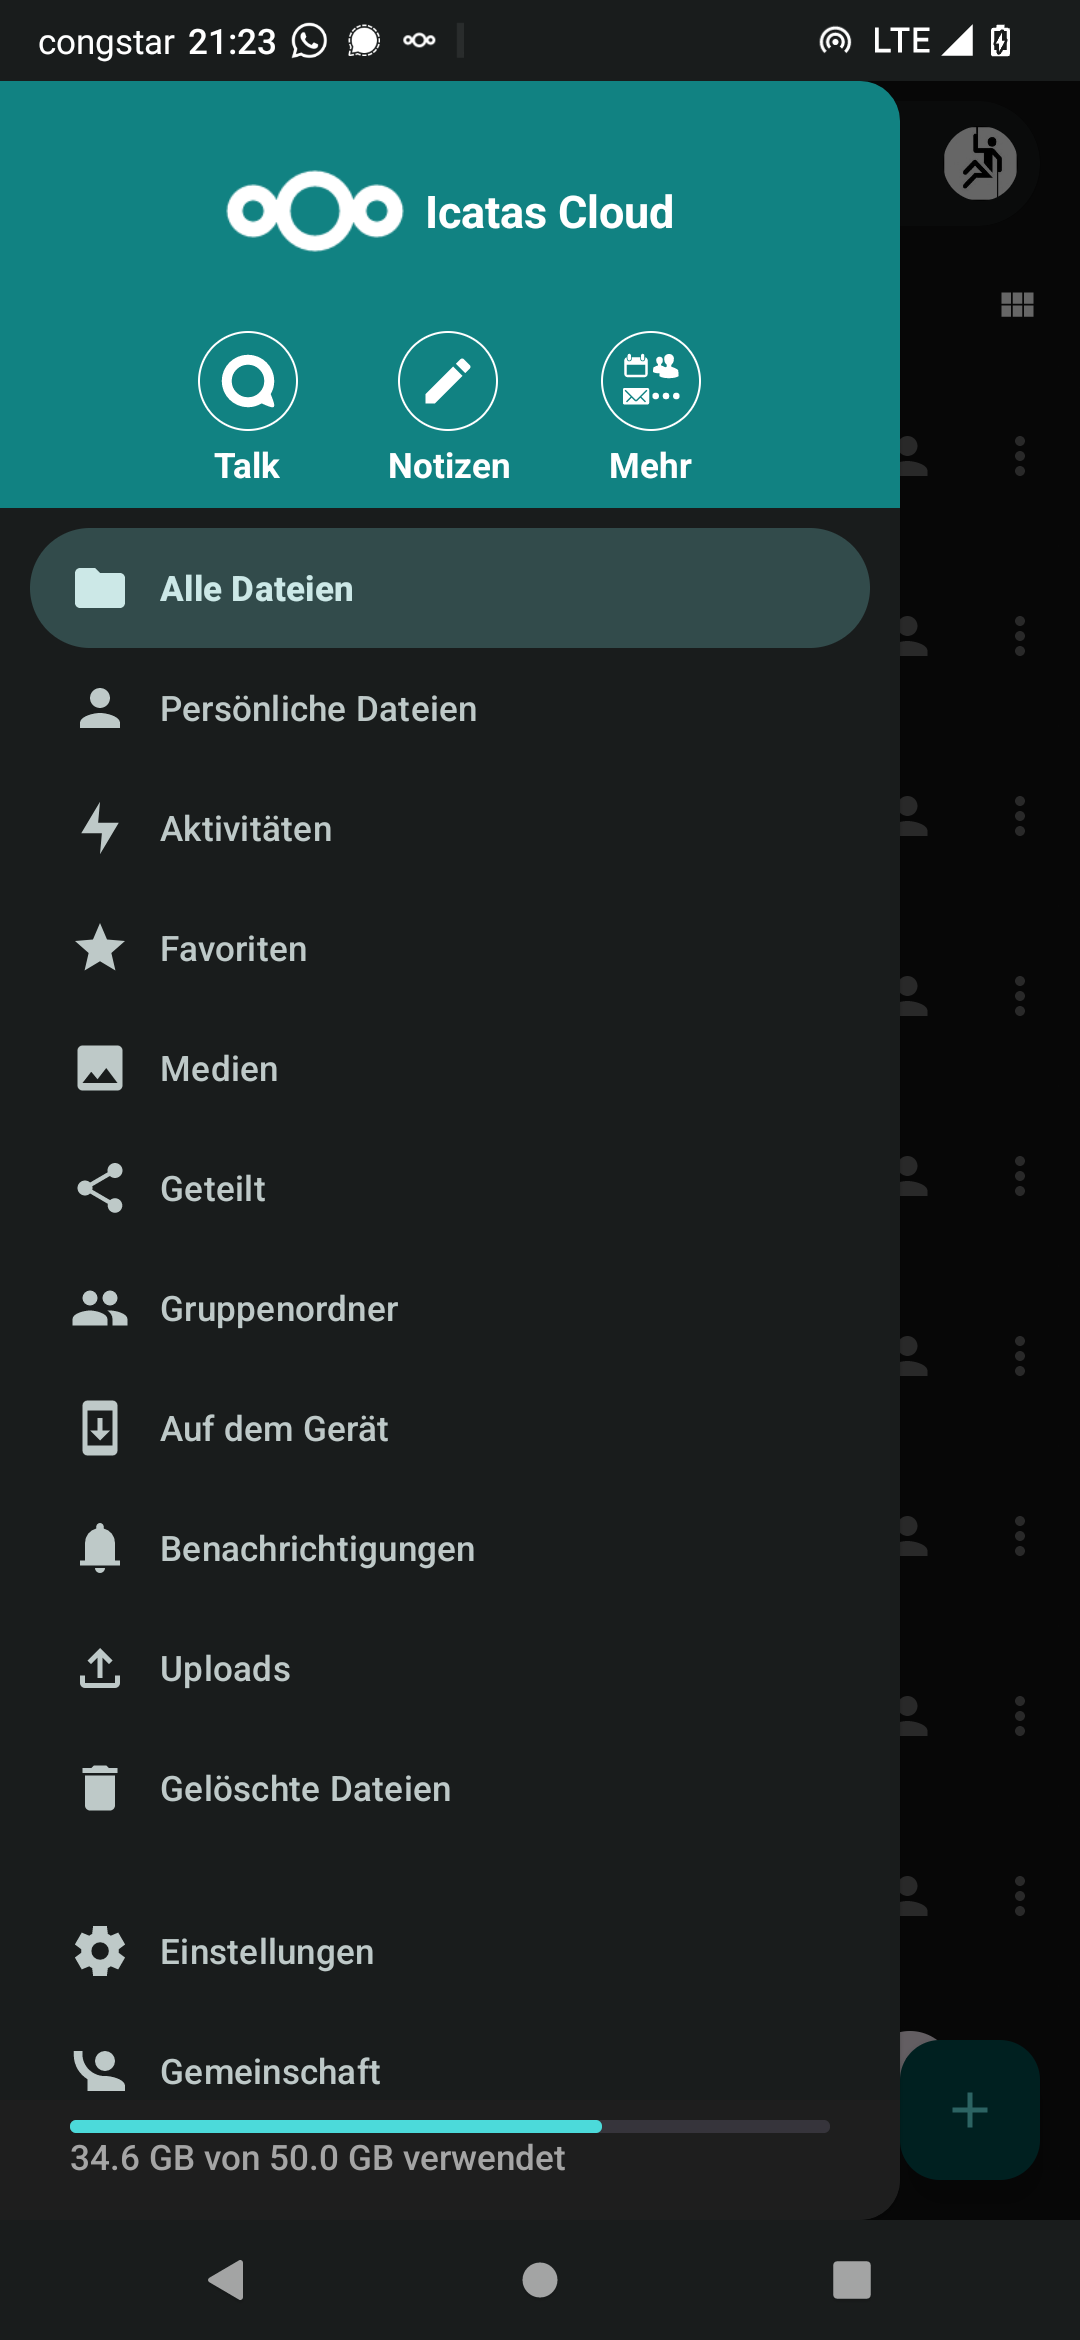 congstar 21:23 LTE
Icatas Cloud
Talk Notizen Mehr
Alle Dateien
Persönliche Dateien
Aktivitäten
Favoriten
Medien
Geteilt
Gruppenordner
Auf dem Gerät
Benachrichtigungen
Uploads
Gelöschte Dateien
Einstellungen
Gemeinschaft
34.6 GB von 50.0 GB verwendet